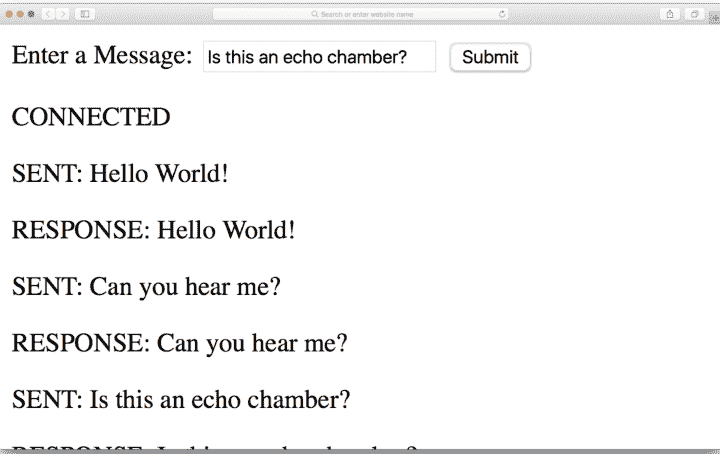 Search or enter website name
Enter a Message: Is this an echo chamber? Submit
CONNECTED
SENT: Hello World!
RESPONSE: Hello World!
SENT: Can you hear me?
RESPONSE: Can you hear me?
SENT: Is this an echo chamber?